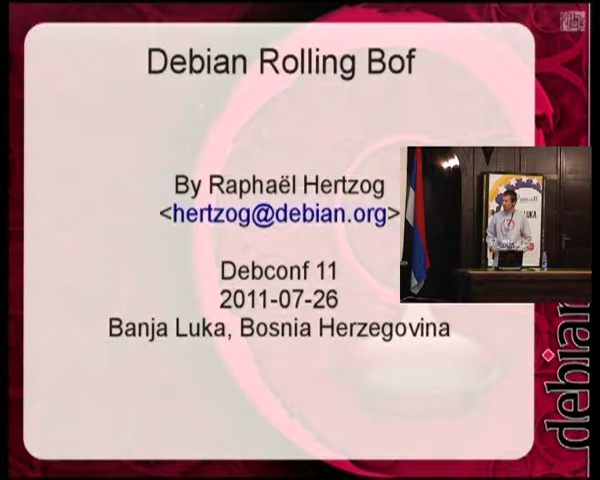 Debian Rolling Bof
By Raphaël Hertzog
<hertzog@debian.org>
Debconf 11
2011-07-26
Banja Luka, Bosnia Herzegovina
debian